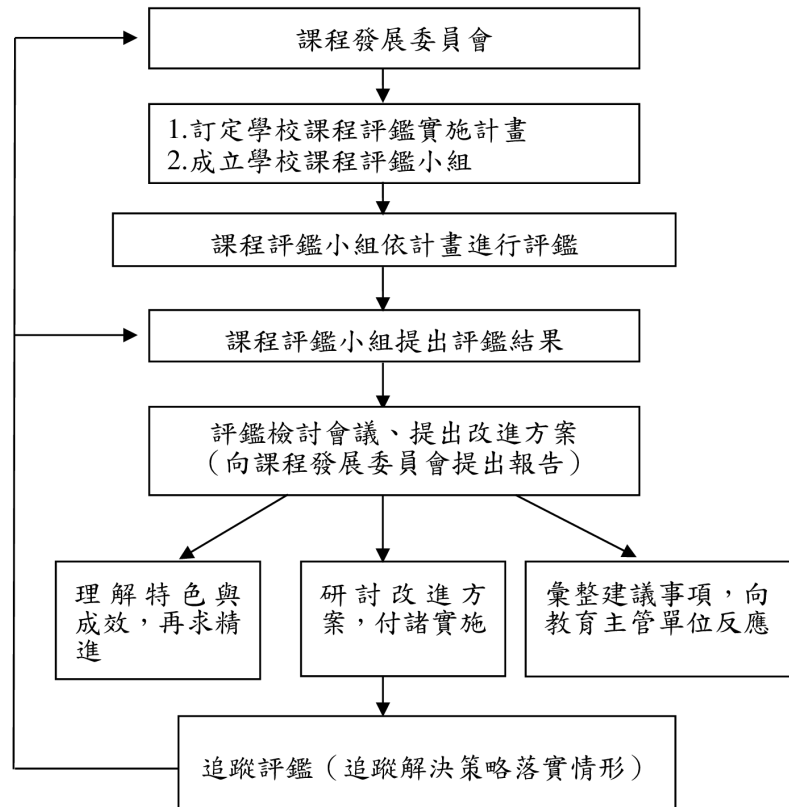 課程發展委員會
1.訂定學校課程評鑑實施計畫
2.成立學校課程評鑑小組
課程評鑑小組依計畫進行評鑑
課程評鑑小組提出評鑑結果
評鑑檢討會議、提出改進方案
（向課程發展委員會提出報告）
理解特色與
成效，再求精
進
研討改進方
案，付諸實施
彙整建議事項，向
教育主管單位反應
追蹤評鑑（追蹤解決策略落實情形）